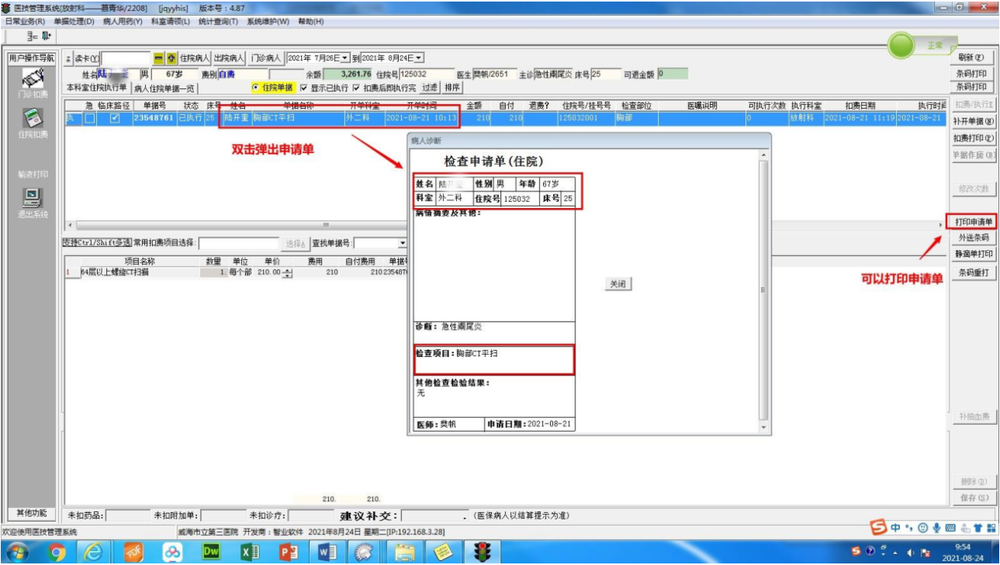 医技管理系统[放射科——慕青华/2208] [jqyyhis] 版本号：4.87
日常业务(R) 单据处理(D) 病人用药(Y) 科室请领(L) 统计查询(T) 系统维护(W) 帮助(H)
正常
用户操作导航
门诊扣费
住院扣费
输液打印
退出系统
其他功能
读卡(Y) 住院病人 出院病人 门诊病人 2021年 7月26日 到 2021年 8月24日 刷新(Z)
姓名 陆 男 67岁 费别 自费 余额 3,261.76 住院号 125032 医生 樊帆/2651 主诊 急性阑尾炎 床号 25 可退金额 0 条码打印
本科室住院执行单 病人住院单据一览 住院单据 显示已执行 扣费后即执行完 过滤 排序 条码打印
急 临床路径 单据号 状态 床号 姓名 单据名称 开单科室 开单时间 金额 自付 退费? 住院号/挂号号 检查部位 医嘱说明 可执行次数 执行科室 扣费日期 执行时间
执 23548761 已执行 25 陆开奎 胸部CT平扫 外二科 2021-08-21 10:13 210 210 125032001 胸部 0 放射科 2021-08-21 11:19 2021-08-21
扣费/执行E
补开单据(W)
扣费打印(P)
单据作废(R)
修改次数
打印申请单
外送条码
静滴单打印
条码重打
补抽血费
删除(D)
保存(S)
双击弹出申请单
可以打印申请单
病人诊断
检查申请单(住院)
姓名 陆 性别 男 年龄 67岁
科室 外二科 住院号 125032 床号 25
病情摘要及其他：
诊断：急性阑尾炎
检查项目：胸部CT平扫
其他检查检验结果：
无
医师：樊帆 申请日期：2021-08-21
关闭
支持Ctrl/Shift多选 常用扣费项目选择： 选择A 查找单据号：
项目名称 数量 单位 单价 费用 自付费用 单据号
1 64层以上螺旋CT扫描 1. 每个部 210.00 210 210 2354876
210. 210.
未扣药品： 未扣附加单： 未扣诊疗： 建议补交： . (医保病人以结算提示为准)
欢迎使用医技管理系统 威海市立第三医院 开发商：智业软件 2021年8月24日 星期二[IP:192.168.3.28]
中
9:54
2021-08-24